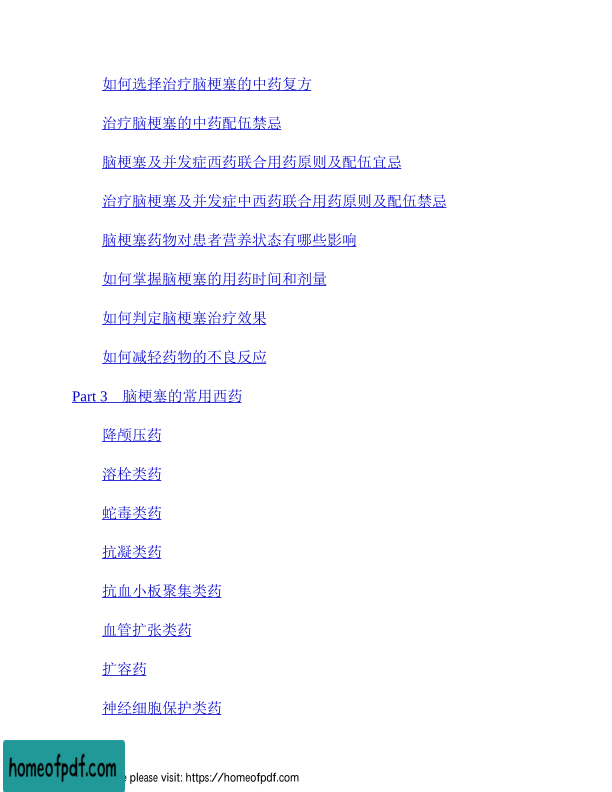 如何选择治疗脑梗塞的中药复方
治疗脑梗塞的中药配伍禁忌
脑梗塞及并发症西药联合用药原则及配伍宜忌
治疗脑梗塞及并发症中西药联合用药原则及配伍禁忌
脑梗塞药物对患者营养状态有哪些影响
如何掌握脑梗塞的用药时间和剂量
如何判定脑梗塞治疗效果
如何减轻药物的不良反应
Part 3　脑梗塞的常用西药
降颅压药
溶栓类药
蛇毒类药
抗凝类药
抗血小板聚集类药
血管扩张类药
扩容药
神经细胞保护类药
homeofpdf.com please visit: https://homeofpdf.com